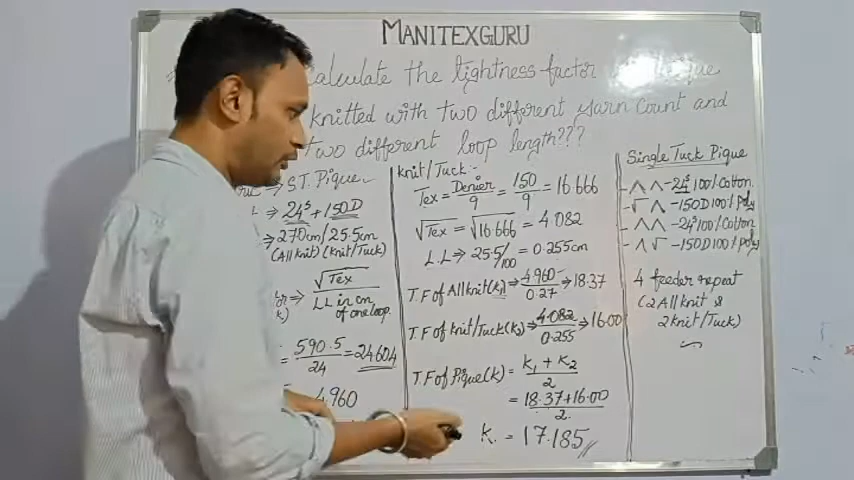 MANITEXGURU
Calculate the tightness factor
knitted with two different yarn count and
two different loop length???
S.T. Pique
24s + 150D
270cm/25.5cm
(All knit) (Knit/Tuck)
√Tex
LL in cm
of one loop.
= 590.5/24 = 24.604
4.960
Knit/Tuck:-
Tex = Denier/9 = 150/9 = 16.666
√Tex = √16.666 = 4.082
L.L ⇒ 25.5/100 = 0.255cm
T.F of All knit(K1) ⇒ 4.960/0.27 ⇒ 18.37
T.F of Knit/Tuck(K2) ⇒ 4.082/0.255 ⇒ 16.00
T.F of Pique(K) = K1 + K2/2
= 18.37+16.00/2
K = 17.185
Single Tuck Pique
- ∧ ∧ - 24s 100% Cotton
- √ ∧ - 150D 100% Poly
- ∧ ∧ - 24s 100% Cotton
- ∧ √ - 150D 100% Poly
4 feeder repeat
(2 All knit &
2 knit/Tuck)